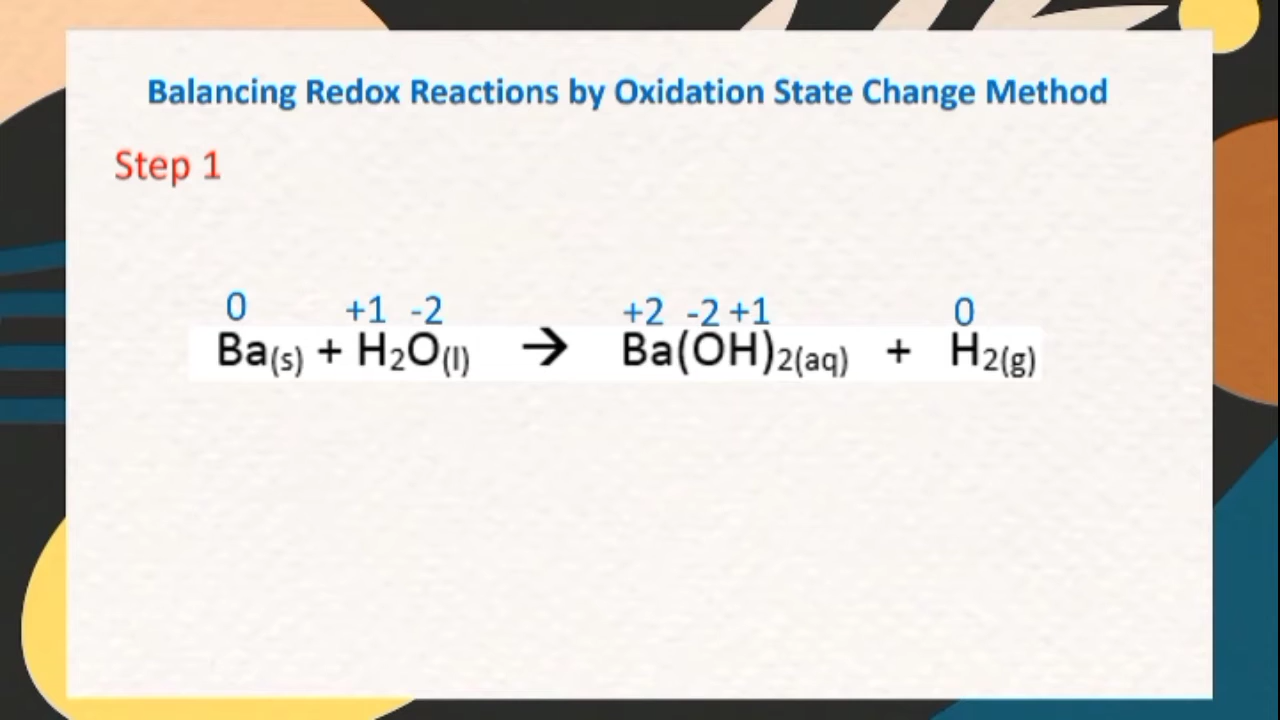 Balancing Redox Reactions by Oxidation State Change Method
Step 1
0 +1 -2 +2 -2 +1 0
Ba(s) + H2O(l) → Ba(OH)2(aq) + H2(g)